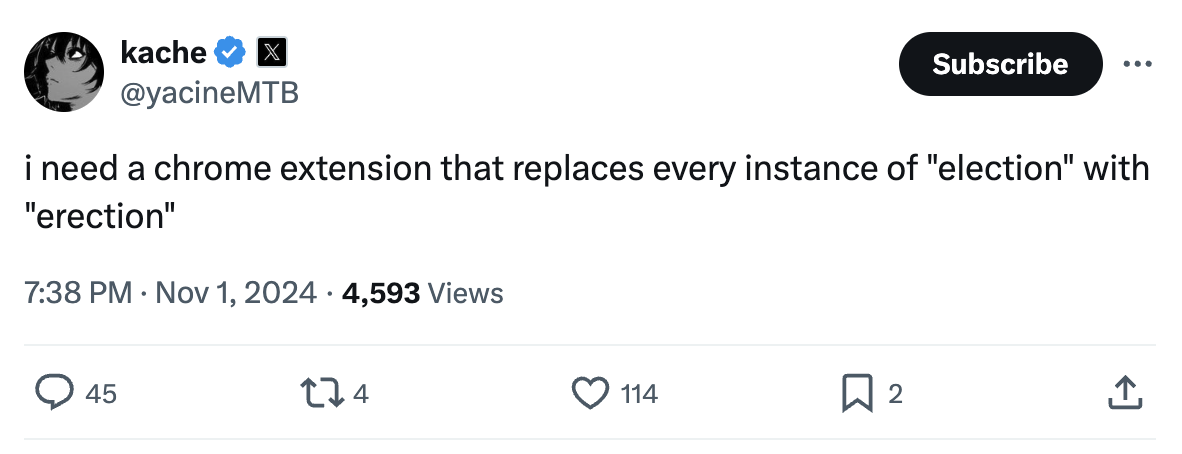 kache
@yacineMTB
Subscribe
i need a chrome extension that replaces every instance of "election" with
"erection"
7:38 PM · Nov 1, 2024 · 4,593 Views
45 4 114 2